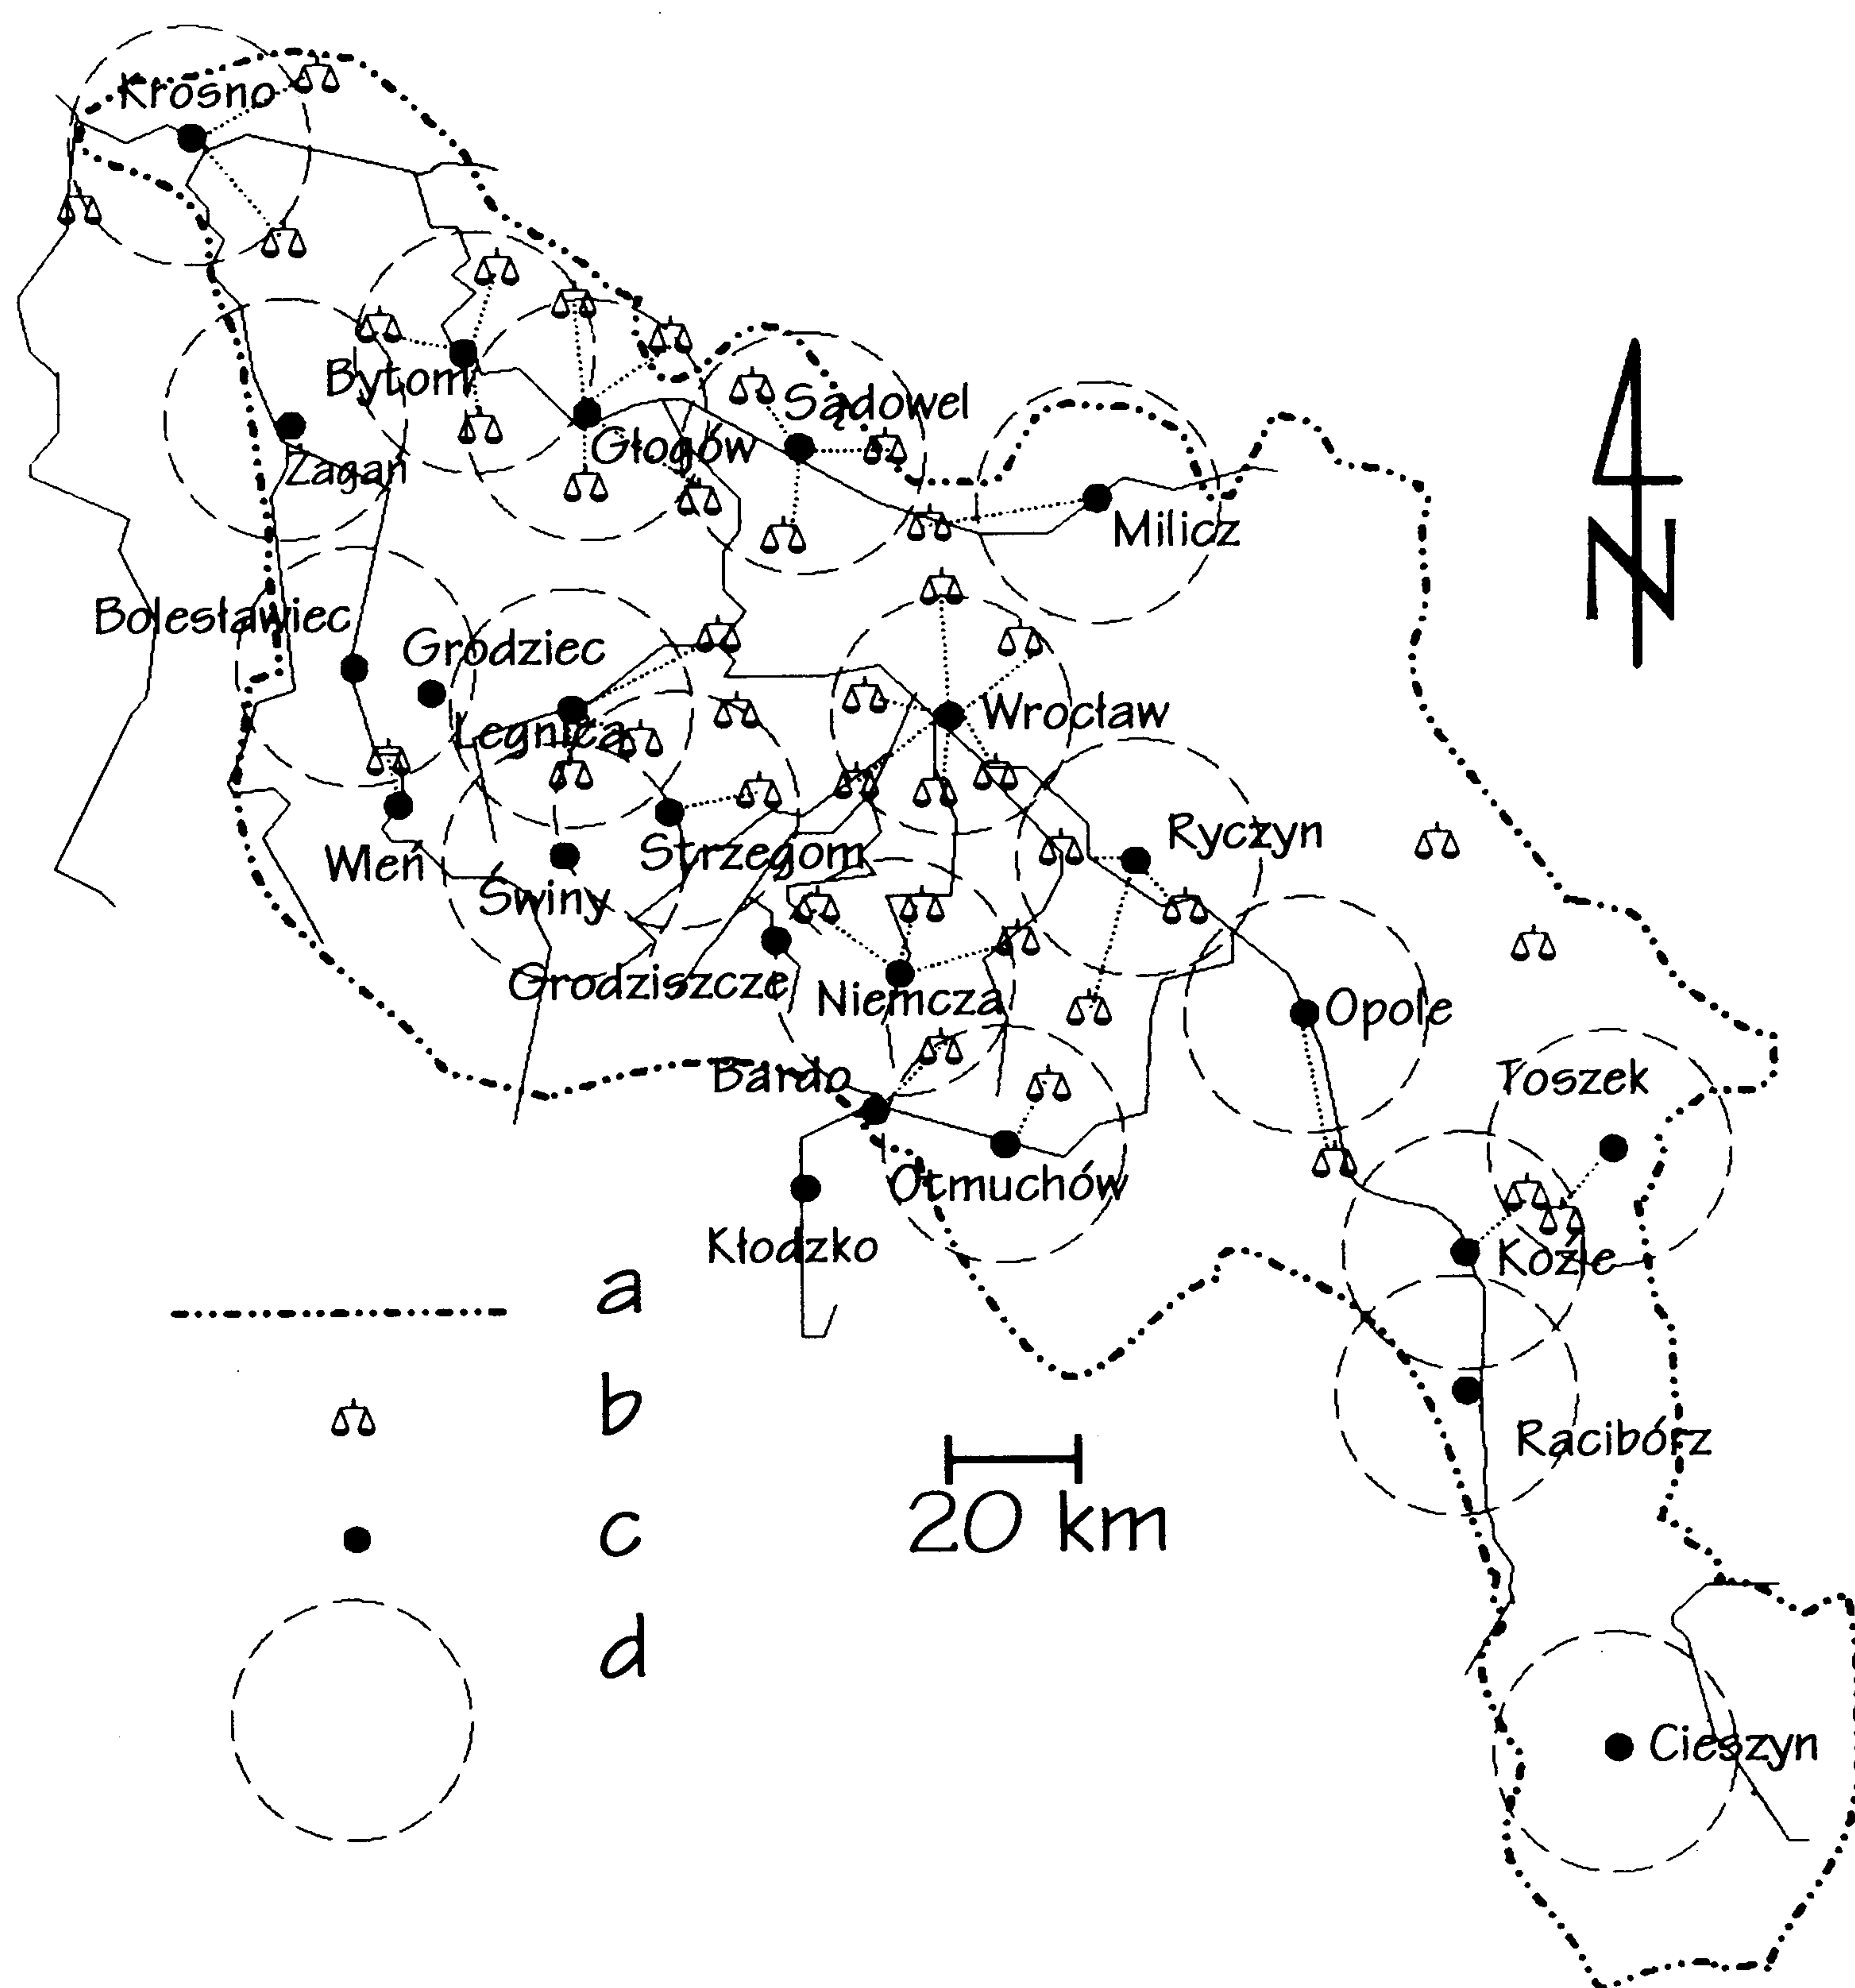 Krosno
Bytom
Sądowel
Głogów
Żagań
Milicz
Bolesławiec
Grodziec
Wrocław
Legnica
Ryczyn
Strzegom
Wleń
Świny
Grodziszcze
Niemcza
Opole
Bardo
Toszek
Otmuchów
Kłodzko
Koźle
a
b
Racibórz
20 km
c
d
Cieszyn
N